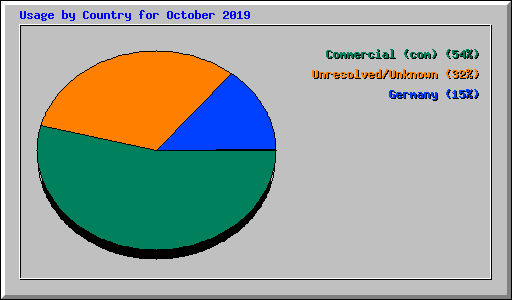 Usage by Country for October 2019
Commercial (com) (54%)
Unresolved/Unknown (32%)
Germany (15%)